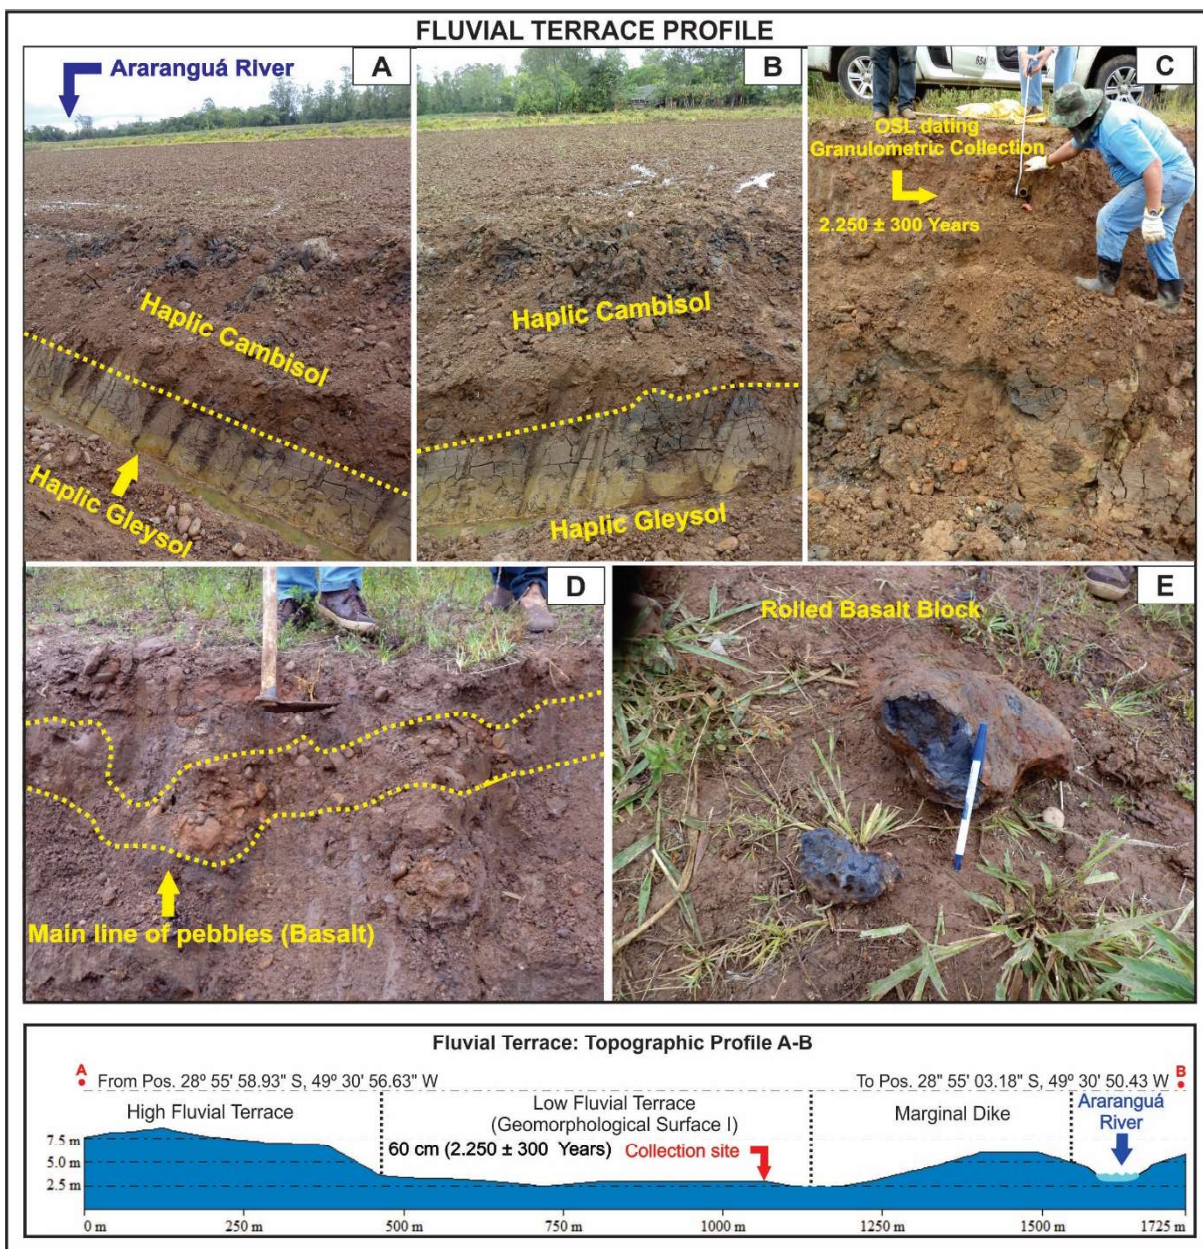 FLUVIAL TERRACE PROFILE
Araranguá River
A
Haplic Cambisol
Haplic Gleysol
B
Haplic Cambisol
Haplic Gleysol
C
654
OSL dating
Granulometric Collection
2.250 ± 300 Years
D
Main line of pebbles (Basalt)
E
Rolled Basalt Block
Fluvial Terrace: Topographic Profile A-B
A
From Pos. 28º 55' 58.93" S, 49º 30' 56.63" W
To Pos. 28" 55' 03.18" S, 49º 30' 50.43 W
B
High Fluvial Terrace
Low Fluvial Terrace
(Geomorphological Surface I)
Marginal Dike
Araranguá
River
60 cm (2.250 ± 300 Years)
Collection site
7.5 m
5.0 m
2.5 m
0 m
250 m
500 m
750 m
1000 m
1250 m
1500 m
1725 m